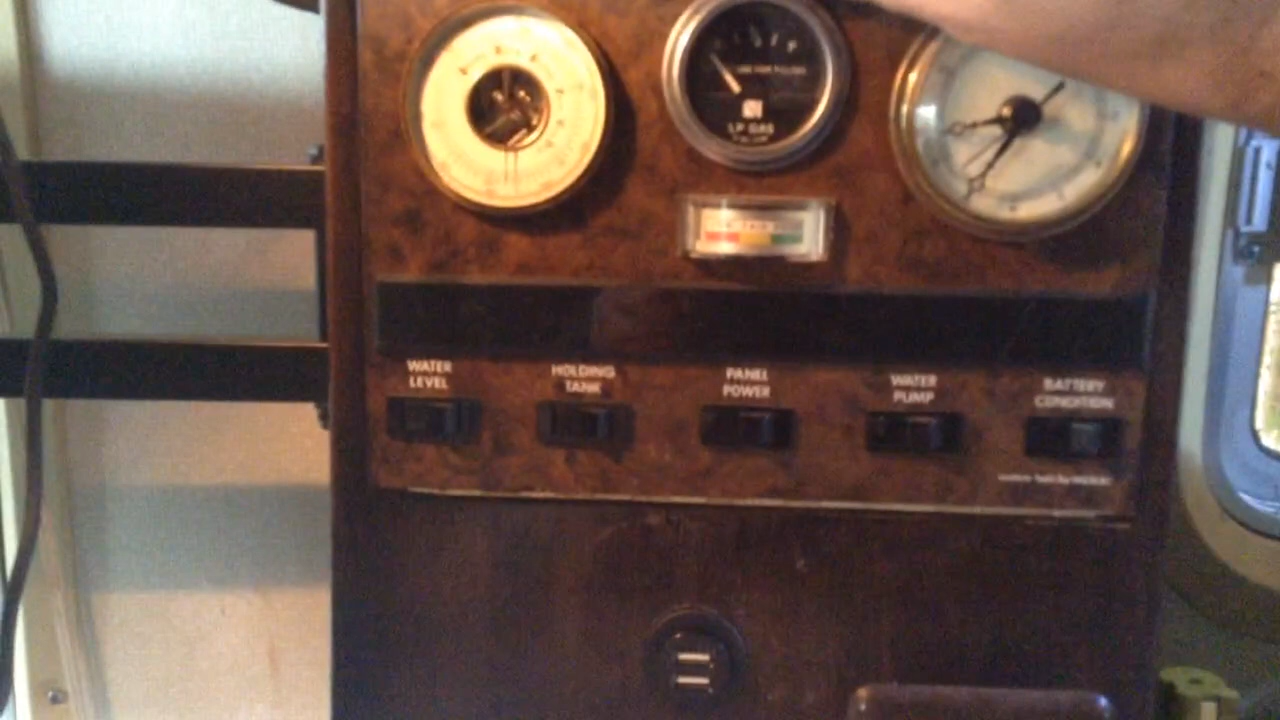 LP GAS
WATER
LEVEL
HOLDING
TANK
PANEL
POWER
WATER
PUMP
BATTERY
CONDITION